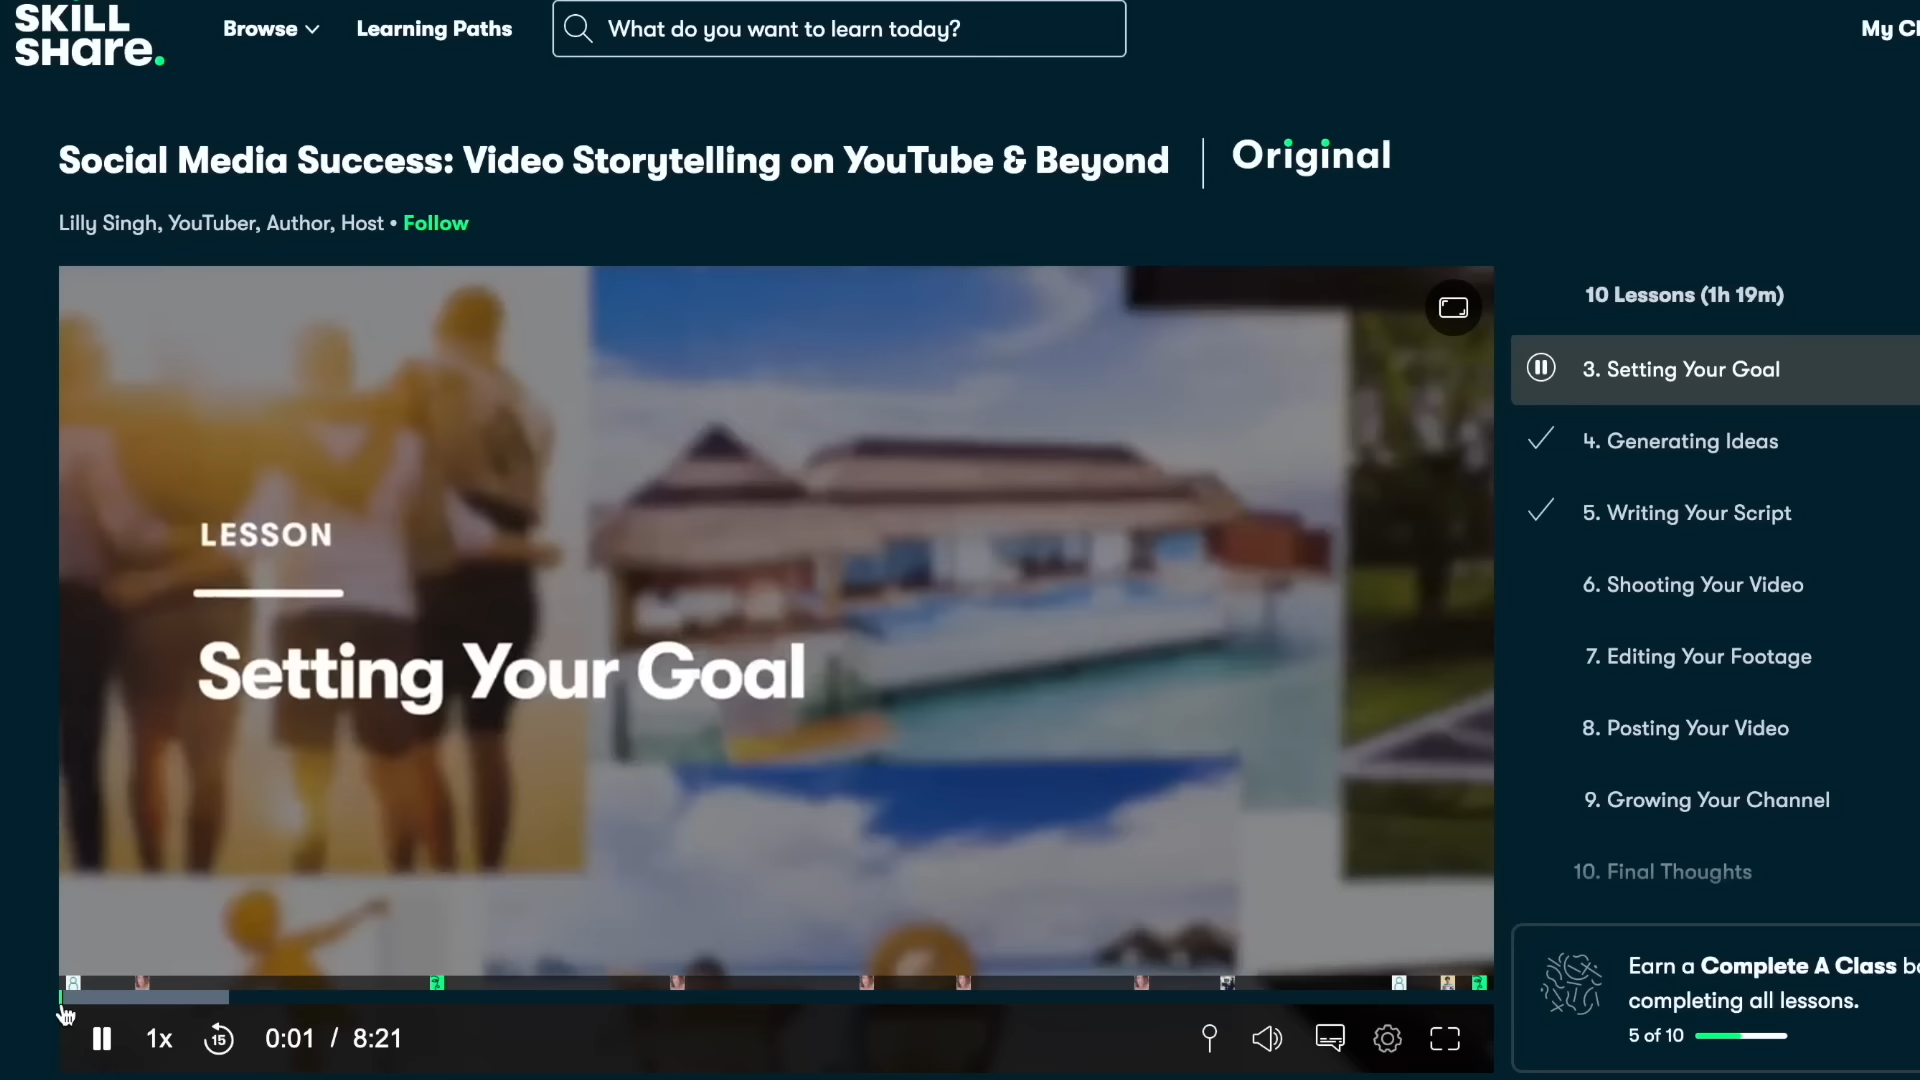 SKILL
SHare.
Browse
Learning Paths
What do you want to learn today?
Social Media Success: Video Storytelling on YouTube & Beyond
Original
Lilly Singh, YouTuber, Author, Host • Follow
10 Lessons (1h 19m)
3. Setting Your Goal
4. Generating Ideas
5. Writing Your Script
6. Shooting Your Video
7. Editing Your Footage
8. Posting Your Video
9. Growing Your Channel
10. Final Thoughts
LESSON
Setting Your Goal
1x
15
0:01 / 8:21
Earn a Complete A Class
completing all lessons.
5 of 10